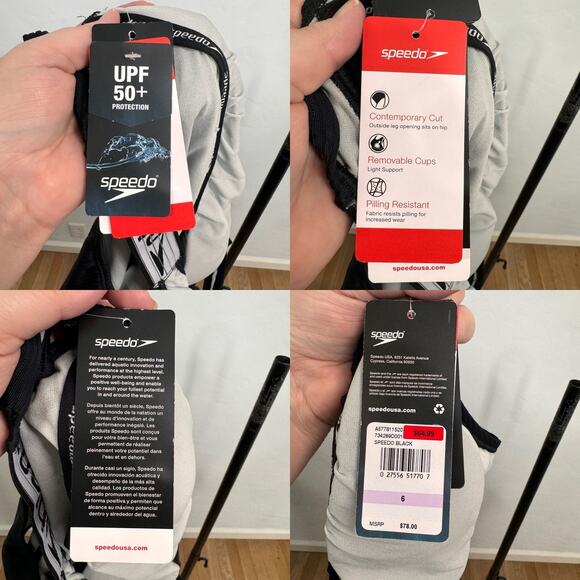 UPF
50+
PROTECTION
speedo
speedo
Contemporary Cut
Outside leg opening sits on hip
Removable Cups
Light Support
Pilling Resistant
Fabric resists pilling for
increased wear
speedousa.com
speedo
For nearly a century, Speedo has
delivered aquatic innovation and
performance at the highest level.
Speedo products empower a
positive well-being and enable
you to reach your fullest potential
in and around the water.
Depuis bientôt un siècle, Speedo
offre au monde de la natation un
niveau d'innovation et de
performance inégalé. Les
produits Speedo sont conçus
pour votre bien-être et vous
permettent de réaliser
pleinement votre potentiel dans
l'eau et en dehors.
Durante casi un siglo, Speedo ha
ofrecido innovación acuática y
desempeño de la más alta
calidad. Los productos de
Speedo promueven el bienestar
de forma positiva y permiten que
alcance su máximo potencial
dentro y alrededor del agua.
speedousa.com
speedo
Speedo USA, 6251 Katella Avenue
Cypress, California 90630
speedousa.com
$64.99
SPEEDO BLACK
0 27556 51770 7
6
MSRP $78.00